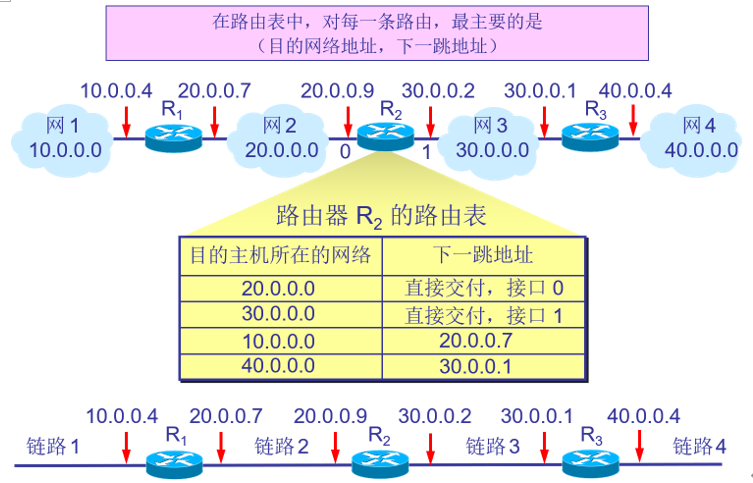 在路由表中，对每一条路由，最主要的是
（目的网络地址，下一跳地址）
10.0.0.4 20.0.0.7 20.0.0.9 30.0.0.2 30.0.0.1 40.0.0.4
R1 R2 R3
网1 网2 网3 网4
10.0.0.0 20.0.0.0 0 1 30.0.0.0 40.0.0.0
路由器 R2 的路由表
目的主机所在的网络 下一跳地址
20.0.0.0 直接交付，接口 0
30.0.0.0 直接交付，接口 1
10.0.0.0 20.0.0.7
40.0.0.0 30.0.0.1
10.0.0.4 20.0.0.7 20.0.0.9 30.0.0.2 30.0.0.1 40.0.0.4
链路 1 R1 链路 2 R2 链路 3 R3 链路 4